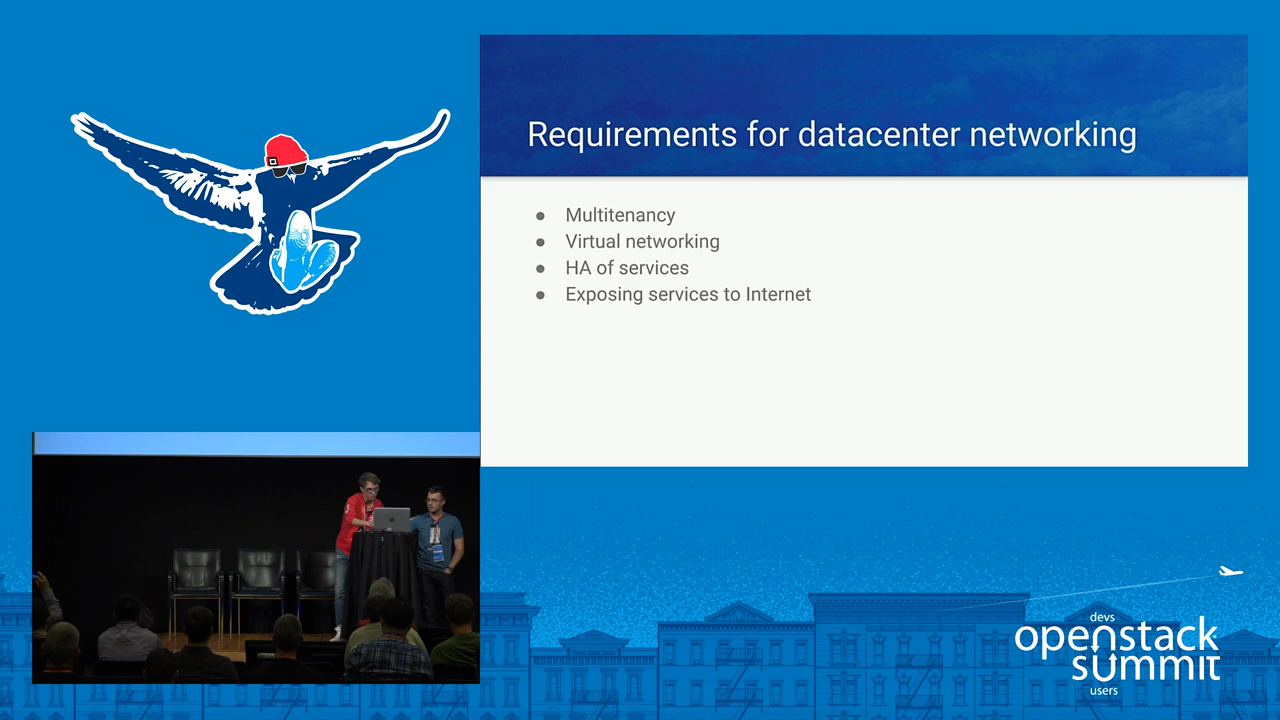 Requirements for datacenter networking
● Multitenancy
● Virtual networking
● HA of services
● Exposing services to Internet
devs
openstack
summit
users